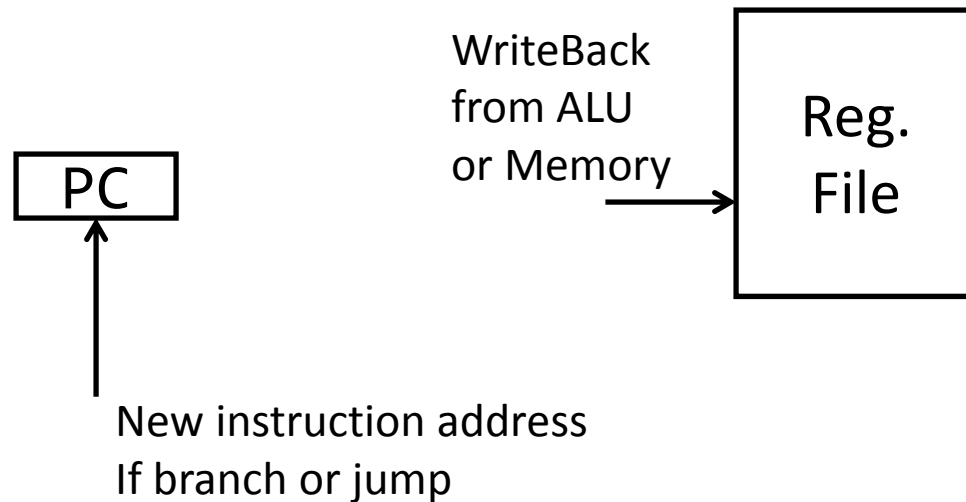 WriteBack
from ALU
or Memory
Reg.
File
PC
New instruction address
If branch or jump